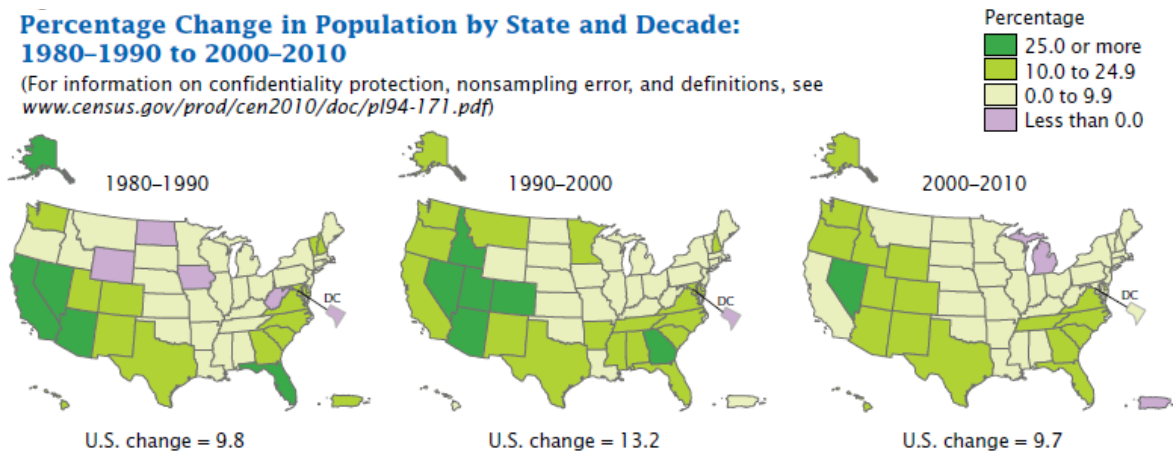 Percentage Change in Population by State and Decade:
1980–1990 to 2000–2010
(For information on confidentiality protection, nonsampling error, and definitions, see
www.census.gov/prod/cen2010/doc/pl94-171.pdf)
Percentage
25.0 or more
10.0 to 24.9
0.0 to 9.9
Less than 0.0
1980–1990
DC
U.S. change = 9.8
1990–2000
DC
U.S. change = 13.2
2000–2010
DC
U.S. change = 9.7